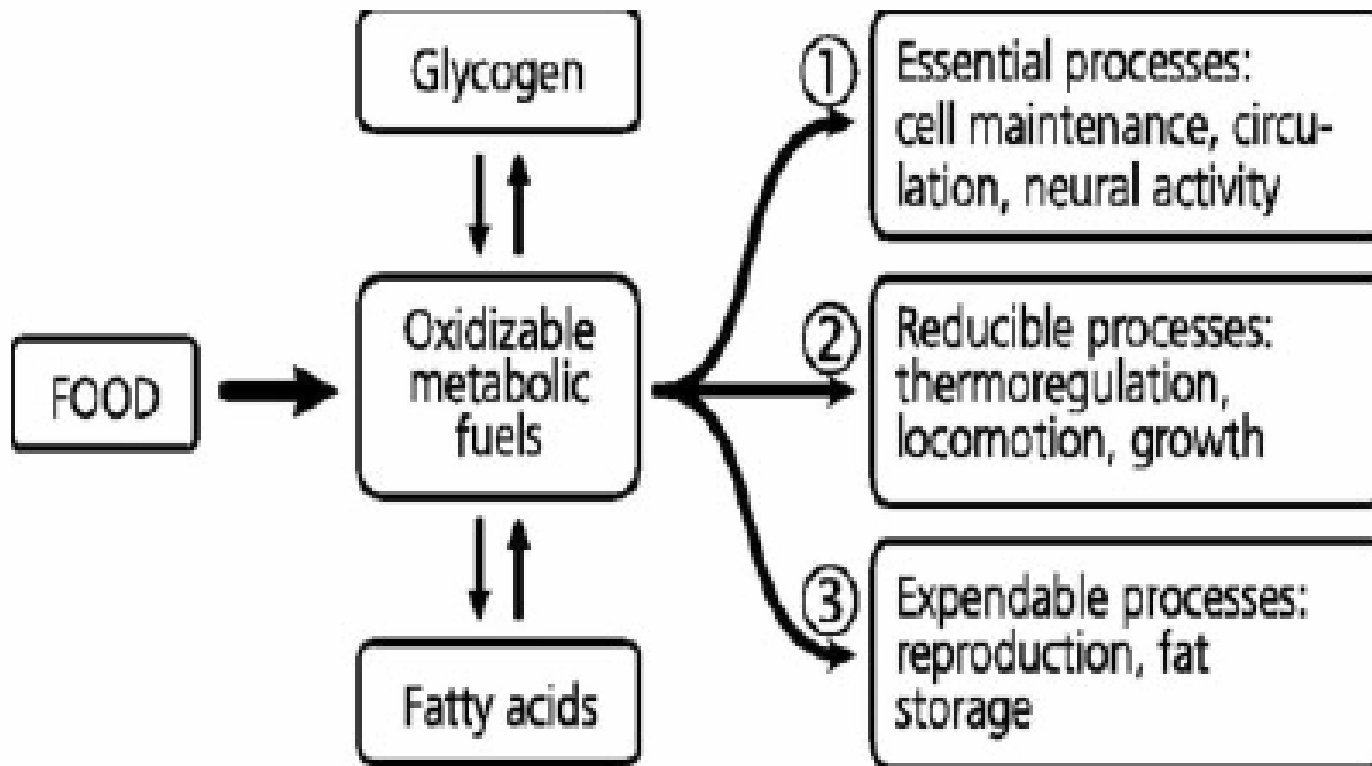 Glycogen
FOOD
Oxidizable
metabolic
fuels
Fatty acids
①
Essential processes:
cell maintenance, circu-
lation, neural activity
②
Reducible processes:
thermoregulation,
locomotion, growth
③
Expendable processes:
reproduction, fat
storage